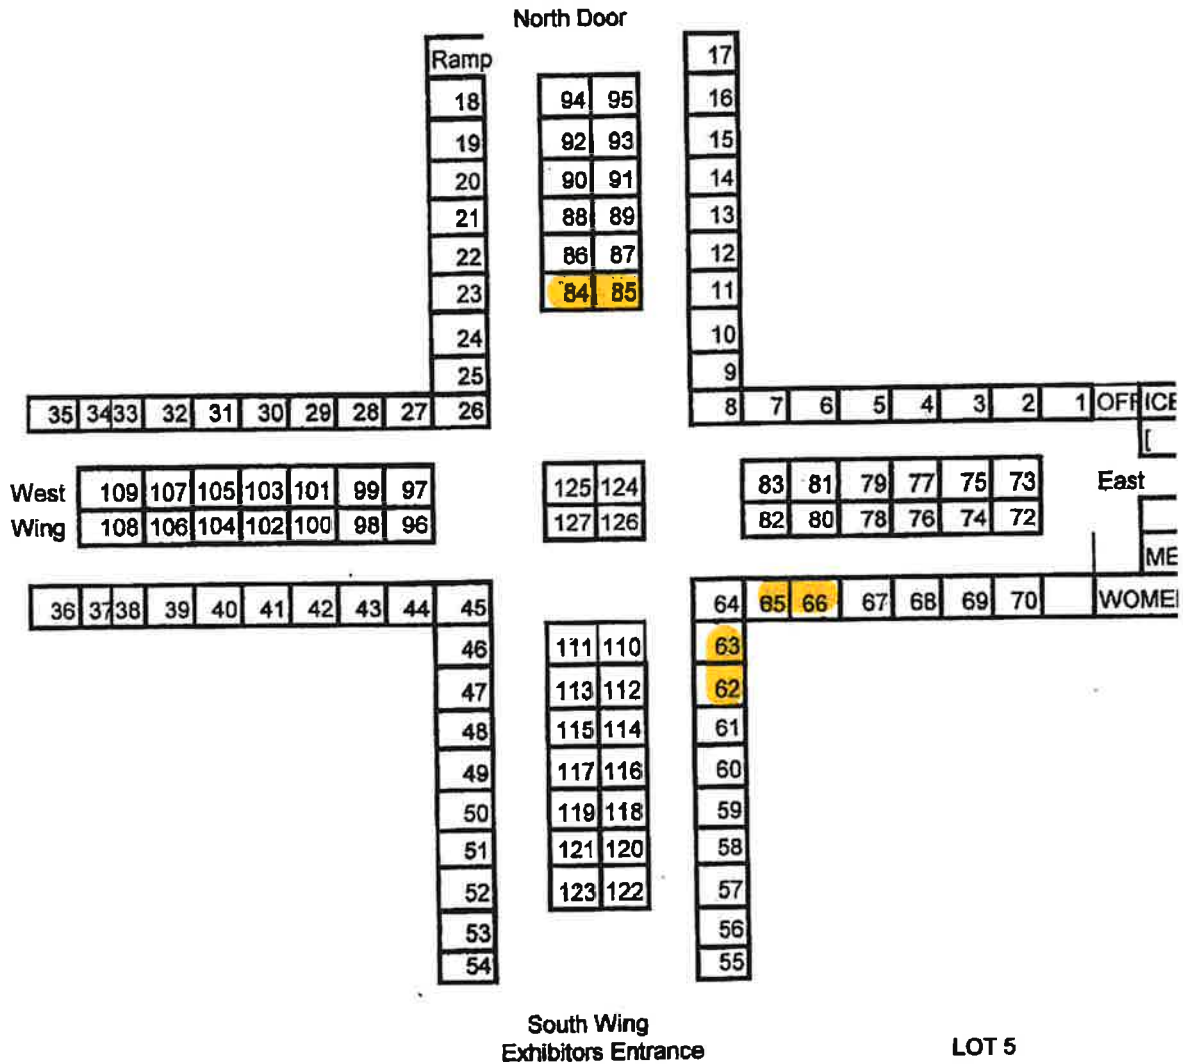 North Door
Ramp 17
18 94 95 16
19 92 93 15
20 90 91 14
21 88 89 13
22 86 87 12
23 84 85 11
24 10
25 9
35 34 33 32 31 30 29 28 27 26 8 7 6 5 4 3 2 1 OFF ICE
[
West 109 107 105 103 101 99 97 125 124 83 81 79 77 75 73 East
Wing 108 106 104 102 100 98 96 127 126 82 80 78 76 74 72
ME
36 37 38 39 40 41 42 43 44 45 64 65 66 67 68 69 70 WOME
46 111 110 63
47 113 112 62
48 115 114 61
49 117 116 60
50 119 118 59
51 121 120 58
52 123 122 57
53 56
54 55
South Wing
Exhibitors Entrance LOT 5